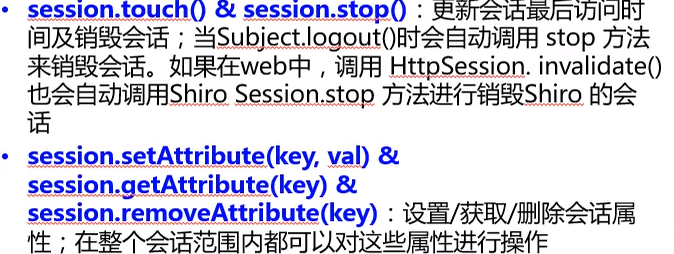 • session.touch() & session.stop()：更新会话最后访问时
间及销毁会话；当Subject.logout()时会自动调用 stop 方法
来销毁会话。如果在web中，调用 HttpSession. invalidate()
也会自动调用Shiro Session.stop 方法进行销毁Shiro 的会
话
• session.setAttribute(key, val) &
session.getAttribute(key) &
session.removeAttribute(key)：设置/获取/删除会话属
性；在整个会话范围内都可以对这些属性进行操作